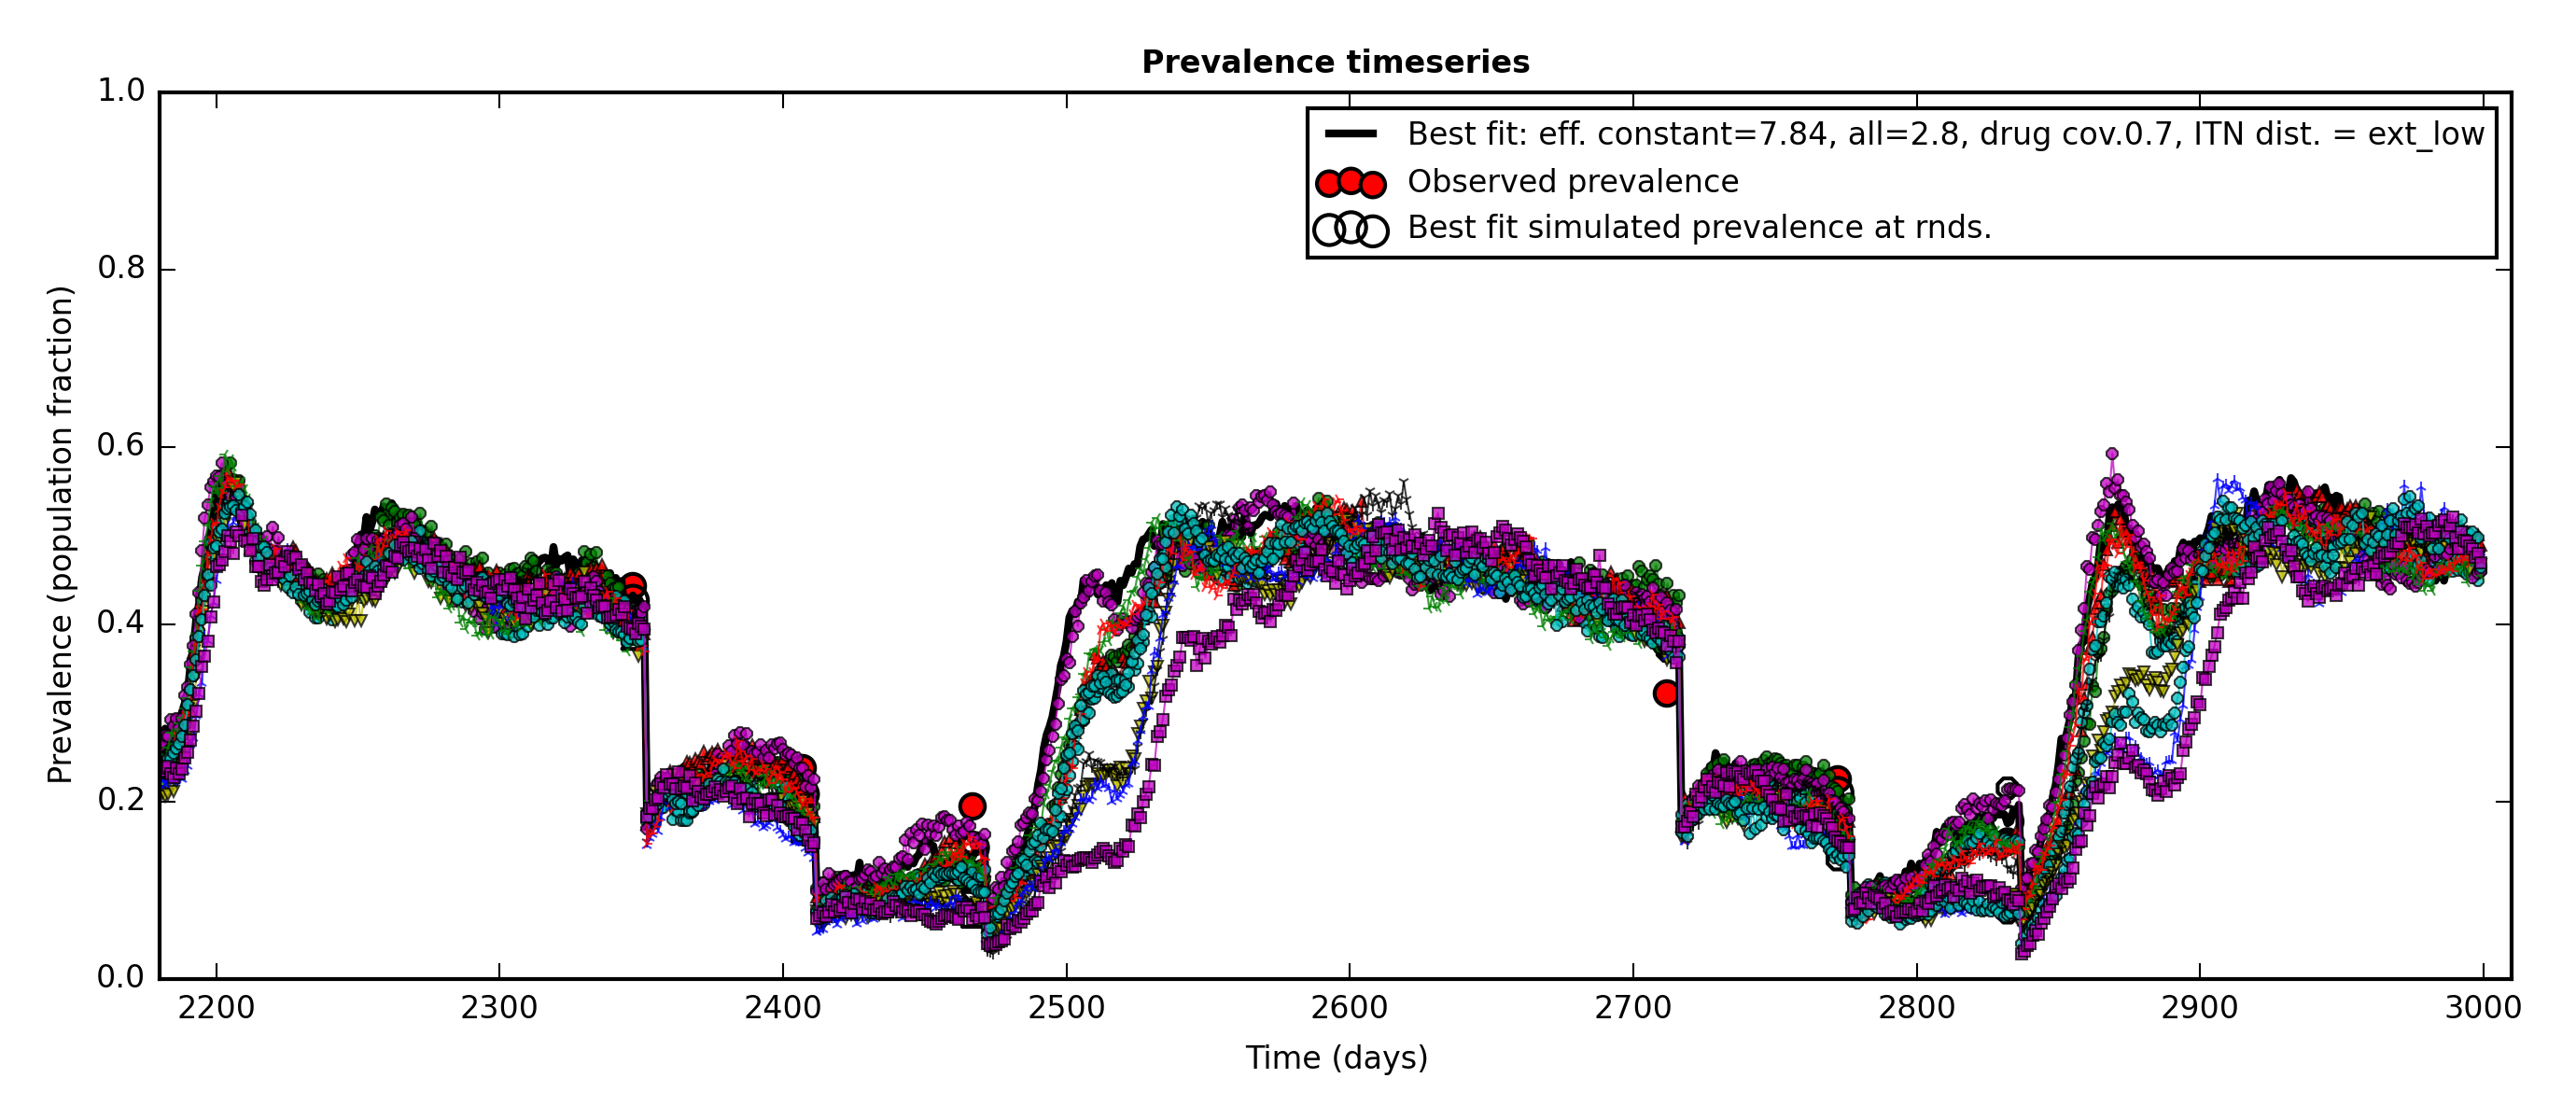 Prevalence timeseries
1.0
0.8
0.6
0.4
0.2
0.0
Prevalence (population fraction)
Best fit: eff. constant=7.84, all=2.8, drug cov.0.7, ITN dist. = ext_low
Observed prevalence
Best fit simulated prevalence at rnds.
2200 2300 2400 2500 2600 2700 2800 2900 3000
Time (days)